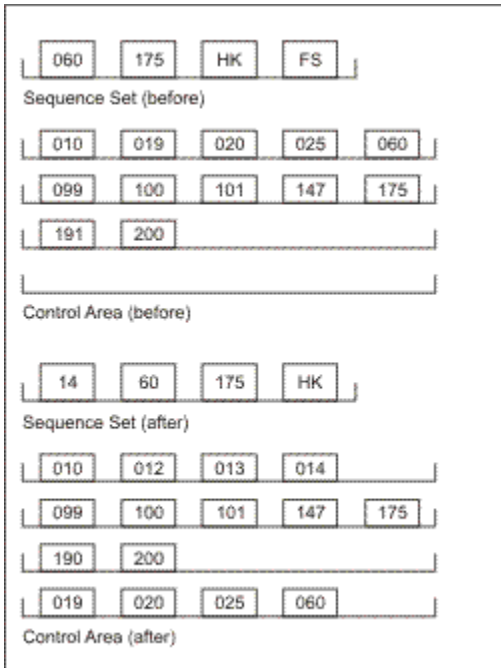 060 175 HK FS
Sequence Set (before)
010 019 020 025 060
099 100 101 147 175
191 200
Control Area (before)
14 60 175 HK
Sequence Set (after)
010 012 013 014
099 100 101 147 175
190 200
019 020 025 060
Control Area (after)